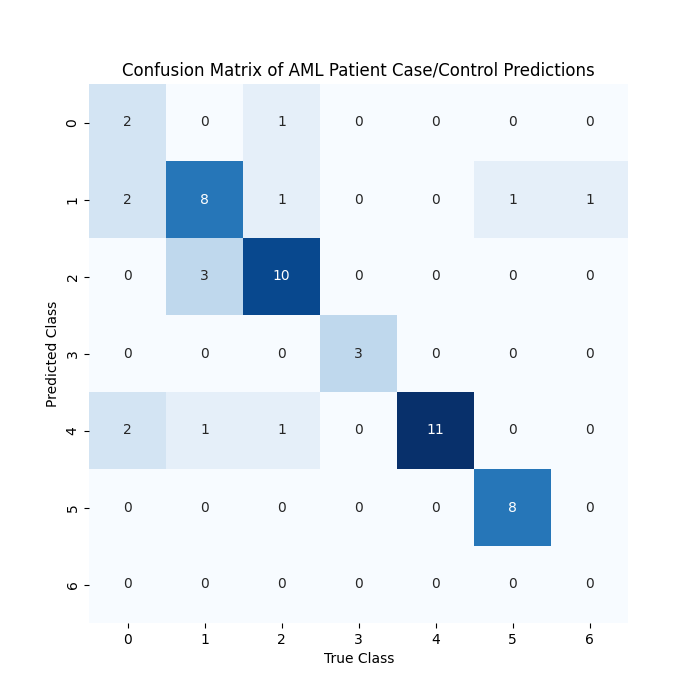 Confusion Matrix of AML Patient Case/Control Predictions
0 2 0 1 0 0 0 0
1 2 8 1 0 0 1 1
2 0 3 10 0 0 0 0
3 0 0 0 3 0 0 0
4 2 1 1 0 11 0 0
5 0 0 0 0 0 8 0
6 0 0 0 0 0 0 0
Predicted Class
0 1 2 3 4 5 6
True Class